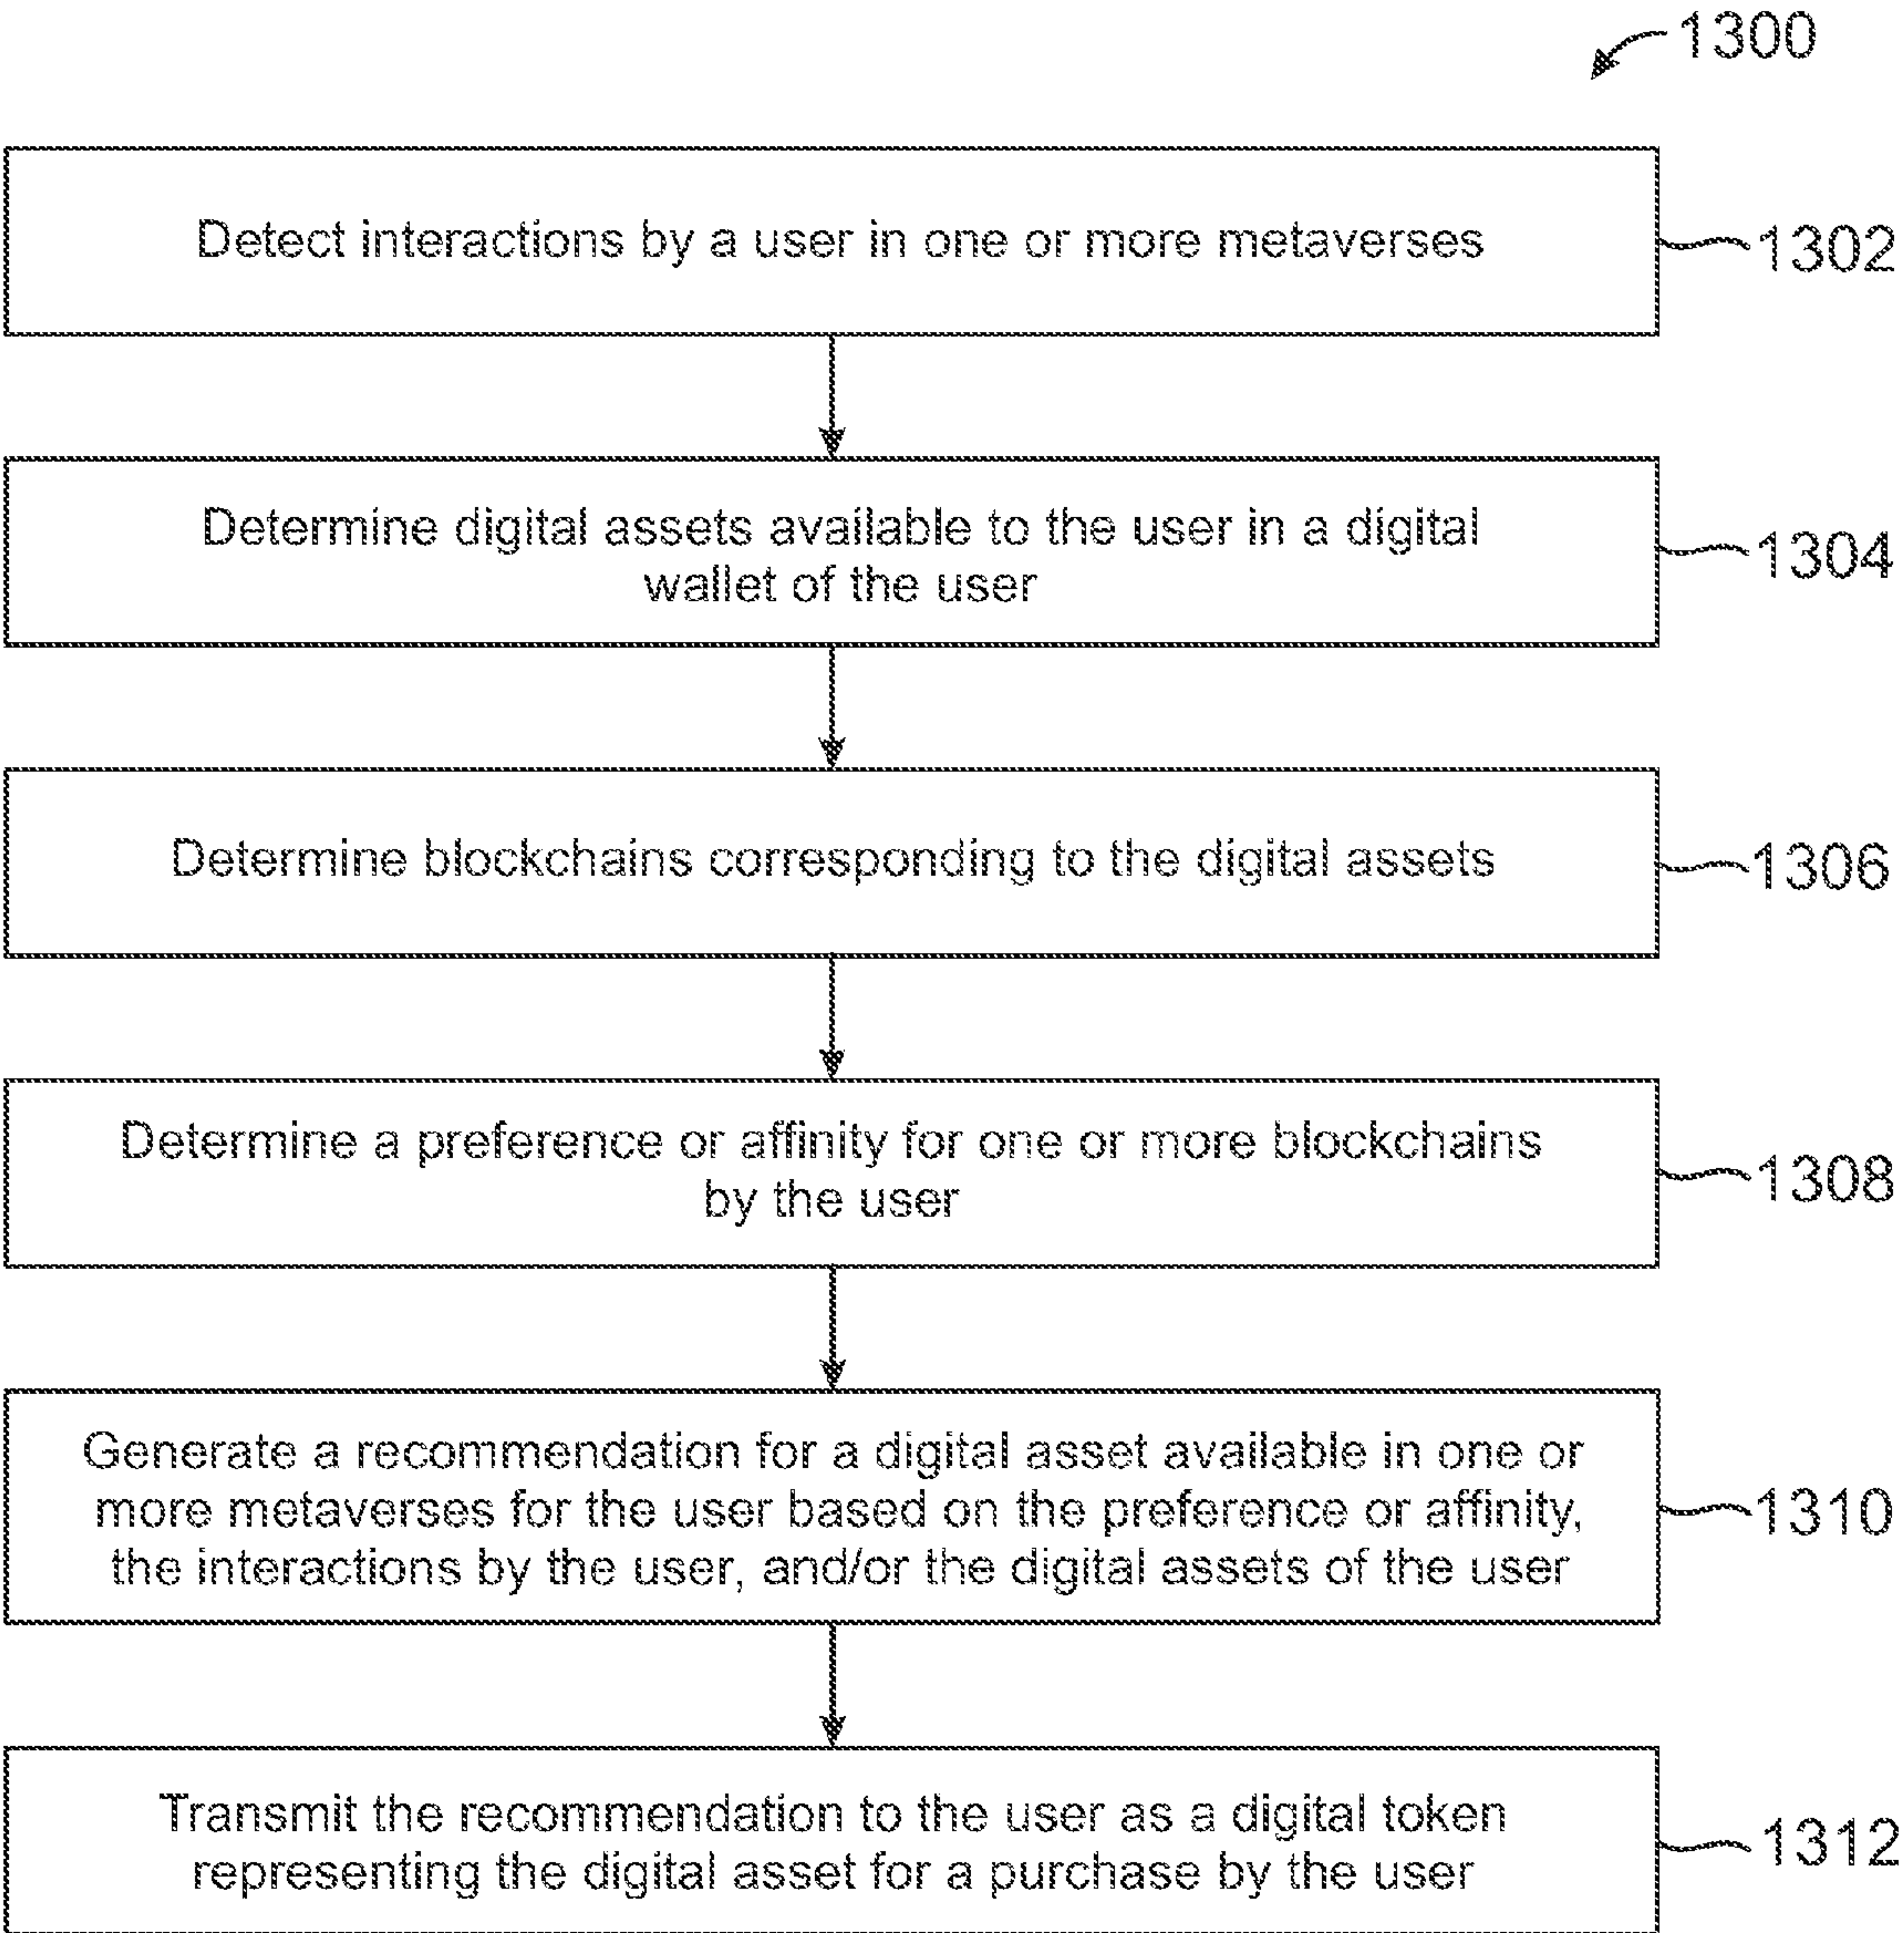 1300
Detect interactions by a user in one or more metaverses
1302
Determine digital assets available to the user in a digital
wallet of the user
1304
Determine blockchains corresponding to the digital assets
1306
Determine a preference or affinity for one or more blockchains
by the user
1308
Generate a recommendation for a digital asset available in one or
more metaverses for the user based on the preference or affinity,
the interactions by the user, and/or the digital assets of the user
1310
Transmit the recommendation to the user as a digital token
representing the digital asset for a purchase by the user
1312